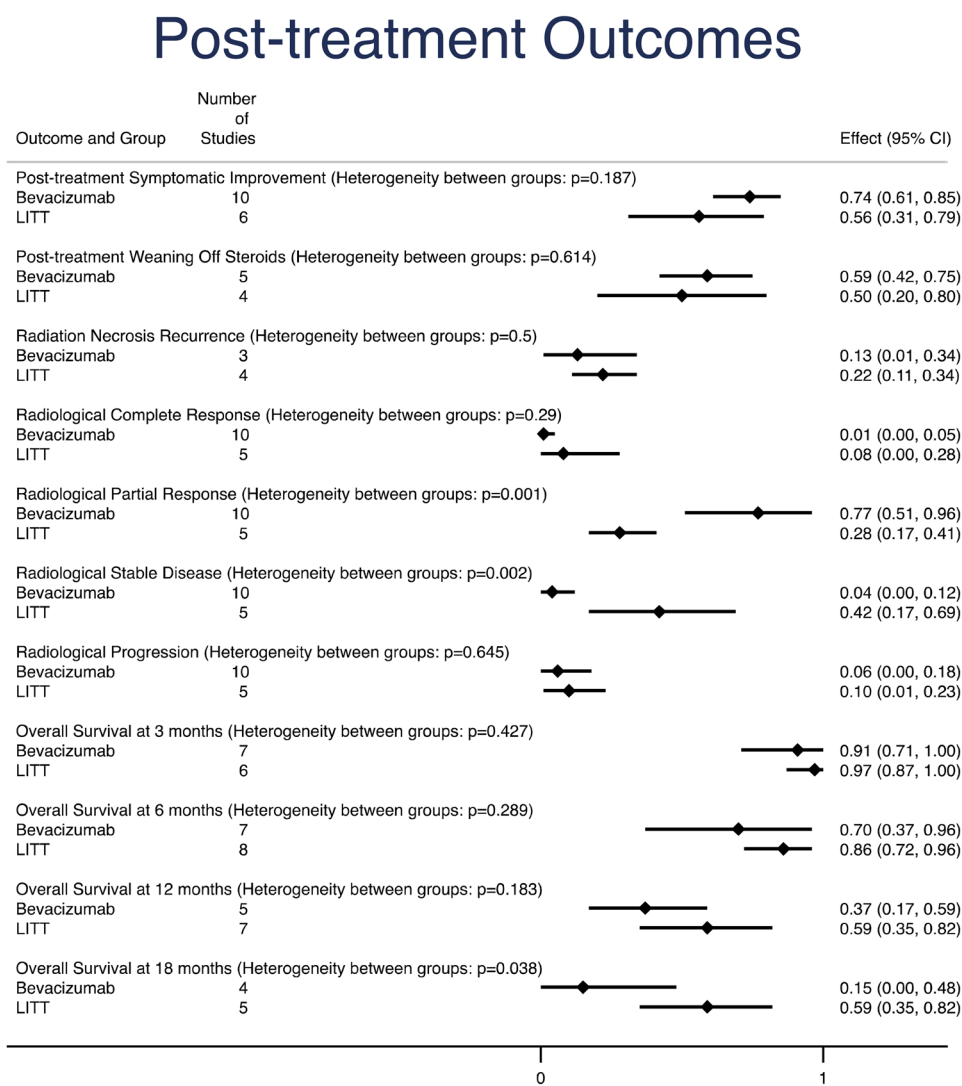 Post-treatment Outcomes
Number
of
Outcome and Group Studies Effect (95% CI)
Post-treatment Symptomatic Improvement (Heterogeneity between groups: p=0.187)
Bevacizumab 10 0.74 (0.61, 0.85)
LITT 6 0.56 (0.31, 0.79)
Post-treatment Weaning Off Steroids (Heterogeneity between groups: p=0.614)
Bevacizumab 5 0.59 (0.42, 0.75)
LITT 4 0.50 (0.20, 0.80)
Radiation Necrosis Recurrence (Heterogeneity between groups: p=0.5)
Bevacizumab 3 0.13 (0.01, 0.34)
LITT 4 0.22 (0.11, 0.34)
Radiological Complete Response (Heterogeneity between groups: p=0.29)
Bevacizumab 10 0.01 (0.00, 0.05)
LITT 5 0.08 (0.00, 0.28)
Radiological Partial Response (Heterogeneity between groups: p=0.001)
Bevacizumab 10 0.77 (0.51, 0.96)
LITT 5 0.28 (0.17, 0.41)
Radiological Stable Disease (Heterogeneity between groups: p=0.002)
Bevacizumab 10 0.04 (0.00, 0.12)
LITT 5 0.42 (0.17, 0.69)
Radiological Progression (Heterogeneity between groups: p=0.645)
Bevacizumab 10 0.06 (0.00, 0.18)
LITT 5 0.10 (0.01, 0.23)
Overall Survival at 3 months (Heterogeneity between groups: p=0.427)
Bevacizumab 7 0.91 (0.71, 1.00)
LITT 6 0.97 (0.87, 1.00)
Overall Survival at 6 months (Heterogeneity between groups: p=0.289)
Bevacizumab 7 0.70 (0.37, 0.96)
LITT 8 0.86 (0.72, 0.96)
Overall Survival at 12 months (Heterogeneity between groups: p=0.183)
Bevacizumab 5 0.37 (0.17, 0.59)
LITT 7 0.59 (0.35, 0.82)
Overall Survival at 18 months (Heterogeneity between groups: p=0.038)
Bevacizumab 4 0.15 (0.00, 0.48)
LITT 5 0.59 (0.35, 0.82)
0 1